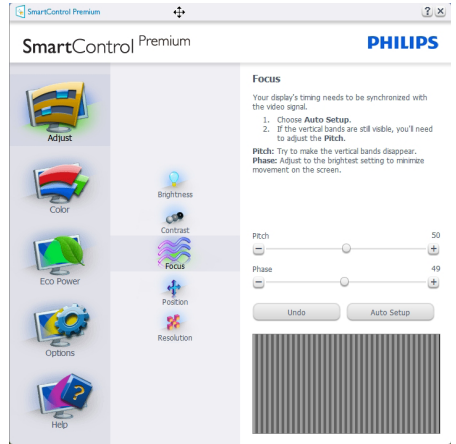 SmartControl Premium
SmartControl Premium
PHILIPS
Adjust
Color
Eco Power
Options
Help
Brightness
Contrast
Focus
Position
Resolution
Focus
Your display's timing needs to be synchronized with
the video signal.
1. Choose Auto Setup.
2. If the vertical bands are still visible, you'll need
to adjust the Pitch.
Pitch: Try to make the vertical bands disappear.
Phase: Adjust to the brightest setting to minimize
movement on the screen.
Pitch 50
Phase 49
Undo Auto Setup